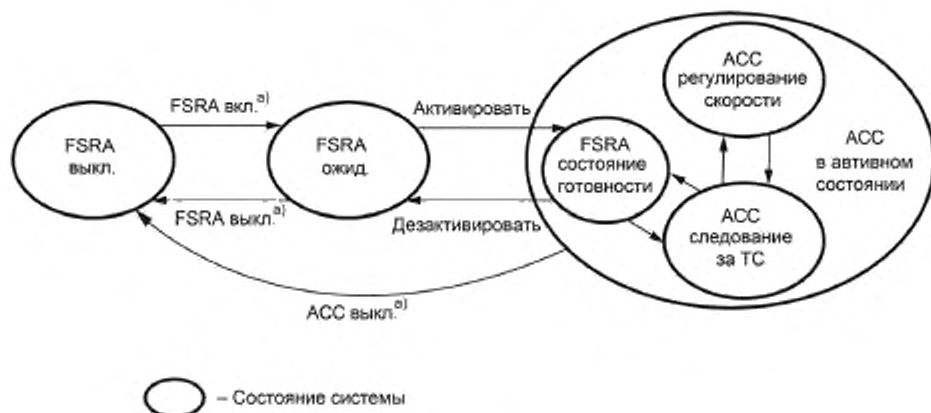 FSRA
выкл.
FSRA вкл.а)
FSRA выкл.а)
FSRA
ожид.
Активировать
Дезактивировать
АСС выкл.а)
FSRA
состояние
готовности
АСС
регулирование
скорости
АСС
следование
за ТС
АСС
в автивном
состоянии
– Состояние системы